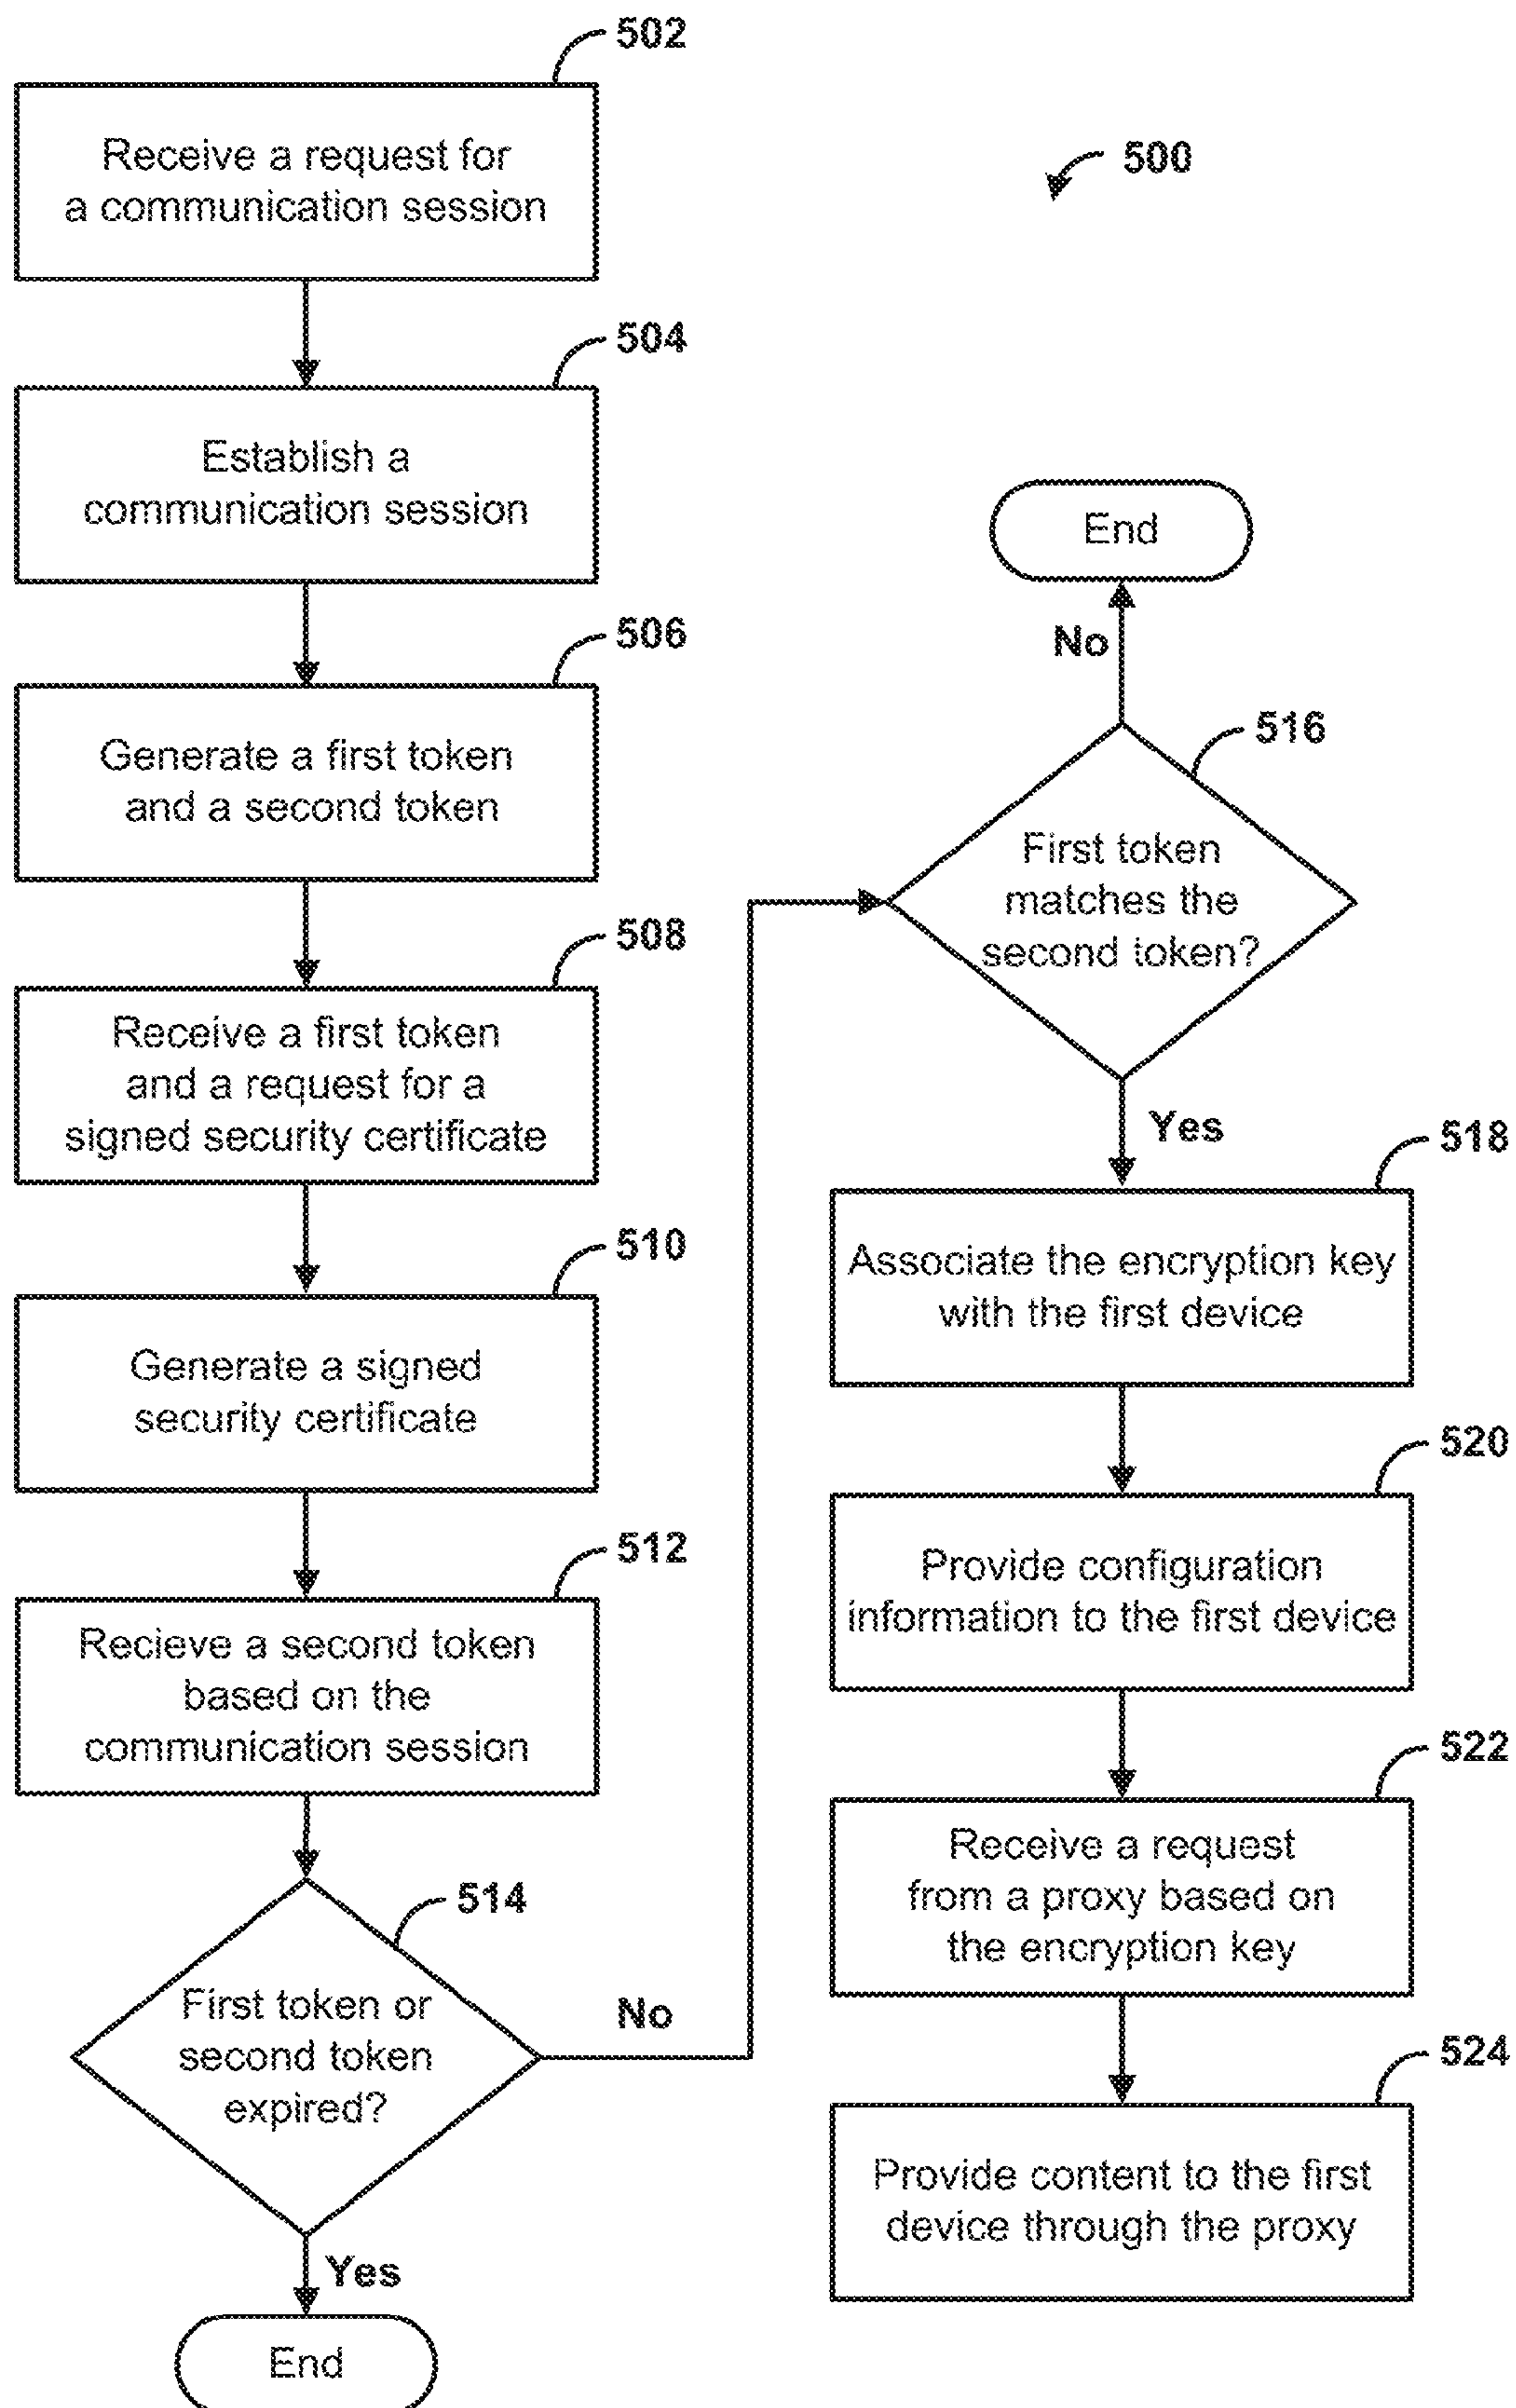 502
Receive a request for
a communication session
504
Establish a
communication session
506
Generate a first token
and a second token
508
Receive a first token
and a request for a
signed security certificate
510
Generate a signed
security certificate
512
Recieve a second token
based on the
communication session
514
First token or
second token
expired?
No
Yes
End
500
End
No
516
First token
matches the
second token?
Yes
518
Associate the encryption key
with the first device
520
Provide configuration
information to the first device
522
Receive a request
from a proxy based on
the encryption key
524
Provide content to the first
device through the proxy